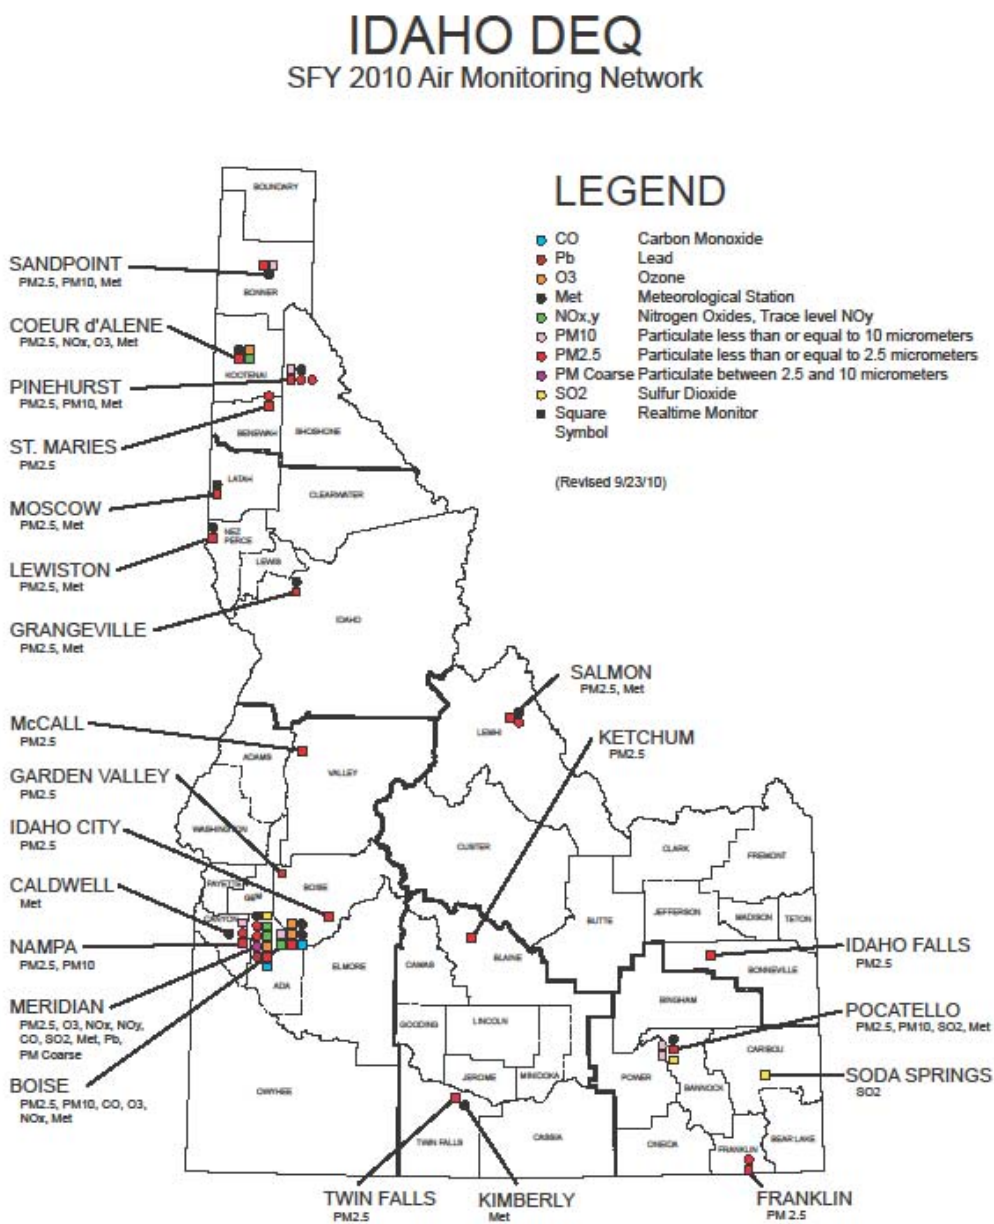 IDAHO DEQ
SFY 2010 Air Monitoring Network
LEGEND
CO Carbon Monoxide
Pb Lead
O3 Ozone
Met Meteorological Station
NOx,y Nitrogen Oxides, Trace level NOy
PM10 Particulate less than or equal to 10 micrometers
PM2.5 Particulate less than or equal to 2.5 micrometers
PM Coarse Particulate between 2.5 and 10 micrometers
SO2 Sulfur Dioxide
Square Realtime Monitor
Symbol
(Revised 9/23/10)
SANDPOINT
PM2.5, PM10, Met
COEUR d'ALENE
PM2.5, NOx, O3, Met
PINEHURST
PM2.5, PM10, Met
ST. MARIES
PM2.5
MOSCOW
PM2.5, Met
LEWISTON
PM2.5, Met
GRANGEVILLE
PM2.5, Met
McCALL
PM2.5
GARDEN VALLEY
PM2.5
IDAHO CITY
PM2.5
CALDWELL
Met
NAMPA
PM2.5, PM10
MERIDIAN
PM2.5, O3, NOx, NOy,
CO, SO2, Met, Pb,
PM Coarse
BOISE
PM2.5, PM10, CO, O3,
NOx, Met
SALMON
PM2.5, Met
KETCHUM
PM2.5
IDAHO FALLS
PM2.5
POCATELLO
PM2.5, PM10, SO2, Met
SODA SPRINGS
SO2
TWIN FALLS
PM2.5
KIMBERLY
Met
FRANKLIN
PM 2.5
BOUNDARY
BONNER
KOOTENAI
BENEWAH
SHOSHONE
LATAH
CLEARWATER
NEZ
PERCE
LEWIS
IDAHO
ADAMS
VALLEY
LEMHI
WASHINGTON
CUSTER
CLARK
FREMONT
PAYETTE
GEM
BOISE
BUTTE
JEFFERSON
MADISON
TETON
CANYON
ADA
ELMORE
CAMAS
BLAINE
BONNEVILLE
BINGHAM
GOODING
LINCOLN
CARIBOU
JEROME
MINIDOKA
POWER
BANNOCK
OWYHEE
TWIN FALLS
CASSIA
ONEIDA
FRANKLIN
BEAR LAKE